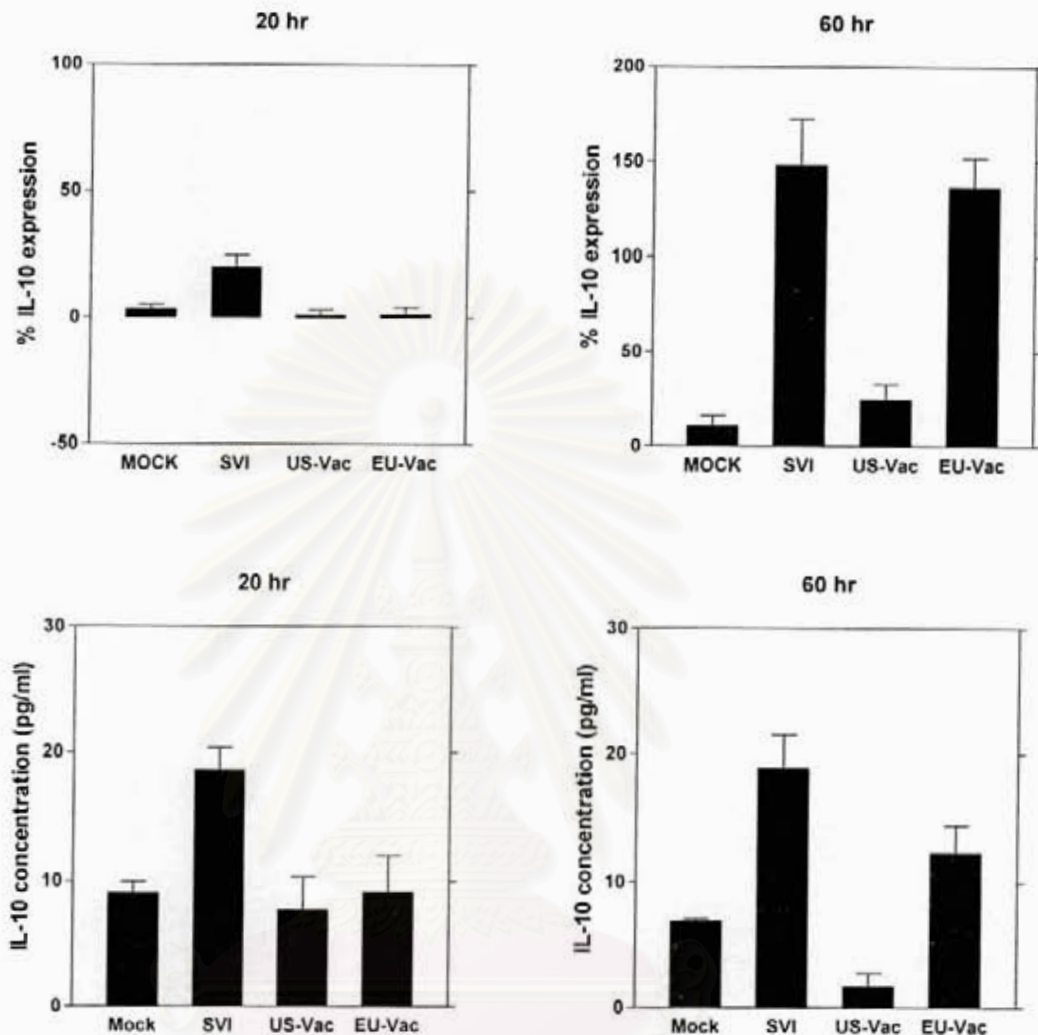 20 hr
% IL-10 expression
100
50
0
-50
MOCK SVI US-Vac EU-Vac
60 hr
% IL-10 expression
200
150
100
50
0
MOCK SVI US-Vac EU-Vac
20 hr
IL-10 concentration (pg/ml)
30
20
10
0
Mock SVI US-Vac EU-Vac
60 hr
IL-10 concentration (pg/ml)
30
20
10
0
Mock SVI US-Vac EU-Vac